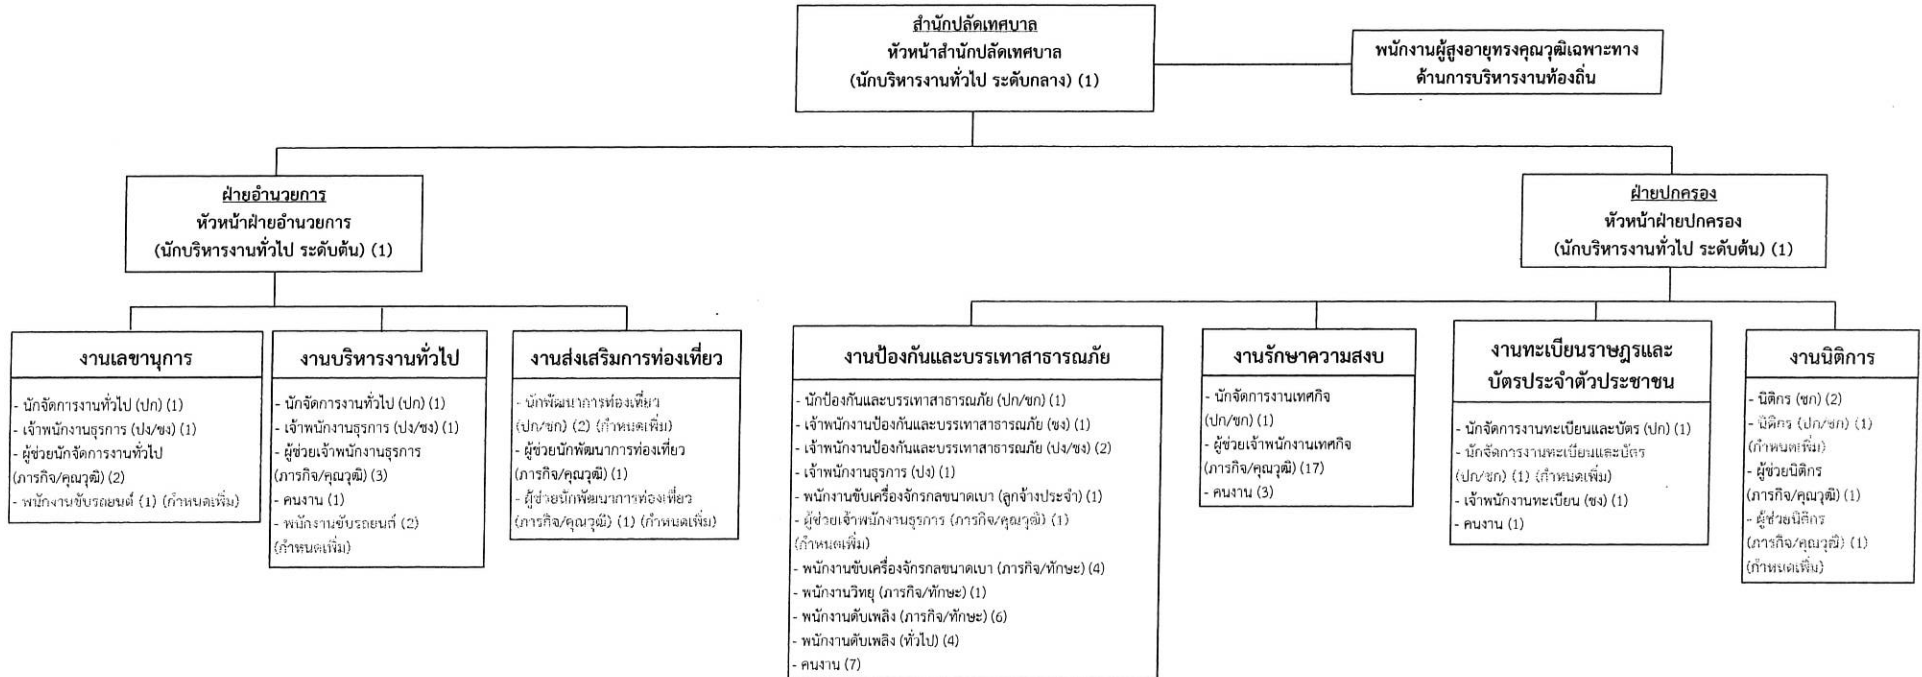 สำนักปลัดเทศบาล
หัวหน้าสำนักปลัดเทศบาล
(นักบริหารงานทั่วไป ระดับกลาง) (1)
พนักงานผู้สูงอายุทรงคุณวุฒิเฉพาะทาง
ด้านการบริหารงานท้องถิ่น
ฝ่ายอำนวยการ
หัวหน้าฝ่ายอำนวยการ
(นักบริหารงานทั่วไป ระดับต้น) (1)
ฝ่ายปกครอง
หัวหน้าฝ่ายปกครอง
(นักบริหารงานทั่วไป ระดับต้น) (1)
งานเลขานุการ
- นักจัดการงานทั่วไป (ปก) (1)
- เจ้าพนักงานธุรการ (ปง/ชง) (1)
- ผู้ช่วยนักจัดการงานทั่วไป
(ภารกิจ/คุณวุฒิ) (2)
- พนักงานขับรถยนต์ (1) (กำหนดเพิ่ม)
งานบริหารงานทั่วไป
- นักจัดการงานทั่วไป (ปก) (1)
- เจ้าพนักงานธุรการ (ปง/ชง) (1)
- ผู้ช่วยเจ้าพนักงานธุรการ
(ภารกิจ/คุณวุฒิ) (3)
- คนงาน (1)
- พนักงานขับรถยนต์ (2)
(กำหนดเพิ่ม)
งานส่งเสริมการท่องเที่ยว
- นักพัฒนาการท่องเที่ยว
(ปก/ชก) (2) (กำหนดเพิ่ม)
- ผู้ช่วยนักพัฒนาการท่องเที่ยว
(ภารกิจ/คุณวุฒิ) (1)
- ผู้ช่วยนักพัฒนาการท่องเที่ยว
(ภารกิจ/คุณวุฒิ) (1) (กำหนดเพิ่ม)
งานป้องกันและบรรเทาสาธารณภัย
- นักป้องกันและบรรเทาสาธารณภัย (ปก/ชก) (1)
- เจ้าพนักงานป้องกันและบรรเทาสาธารณภัย (ชง) (1)
- เจ้าพนักงานป้องกันและบรรเทาสาธารณภัย (ปง/ชง) (2)
- เจ้าพนักงานธุรการ (ปง) (1)
- พนักงานขับเครื่องจักรกลขนาดเบา (ลูกจ้างประจำ) (1)
- ผู้ช่วยเจ้าพนักงานธุรการ (ภารกิจ/คุณวุฒิ) (1)
(กำหนดเพิ่ม)
- พนักงานขับเครื่องจักรกลขนาดเบา (ภารกิจ/ทักษะ) (4)
- พนักงานวิทยุ (ภารกิจ/ทักษะ) (1)
- พนักงานดับเพลิง (ภารกิจ/ทักษะ) (6)
- พนักงานดับเพลิง (ทั่วไป) (4)
- คนงาน (7)
งานรักษาความสงบ
- นักจัดการงานเทศกิจ
(ปก/ชก) (1)
- ผู้ช่วยเจ้าพนักงานเทศกิจ
(ภารกิจ/คุณวุฒิ) (17)
- คนงาน (3)
งานทะเบียนราษฎรและ
บัตรประจำตัวประชาชน
- นักจัดการงานทะเบียนและบัตร (ปก) (1)
- นักจัดการงานทะเบียนและบัตร
(ปก/ชก) (1) (กำหนดเพิ่ม)
- เจ้าพนักงานทะเบียน (ชง) (1)
- คนงาน (1)
งานนิติการ
- นิติกร (ชก) (2)
- นิติกร (ปก/ชก) (1)
(กำหนดเพิ่ม)
- ผู้ช่วยนิติกร
(ภารกิจ/คุณวุฒิ) (1)
- ผู้ช่วยนิติกร
(ภารกิจ/คุณวุฒิ) (1)
(กำหนดเพิ่ม)